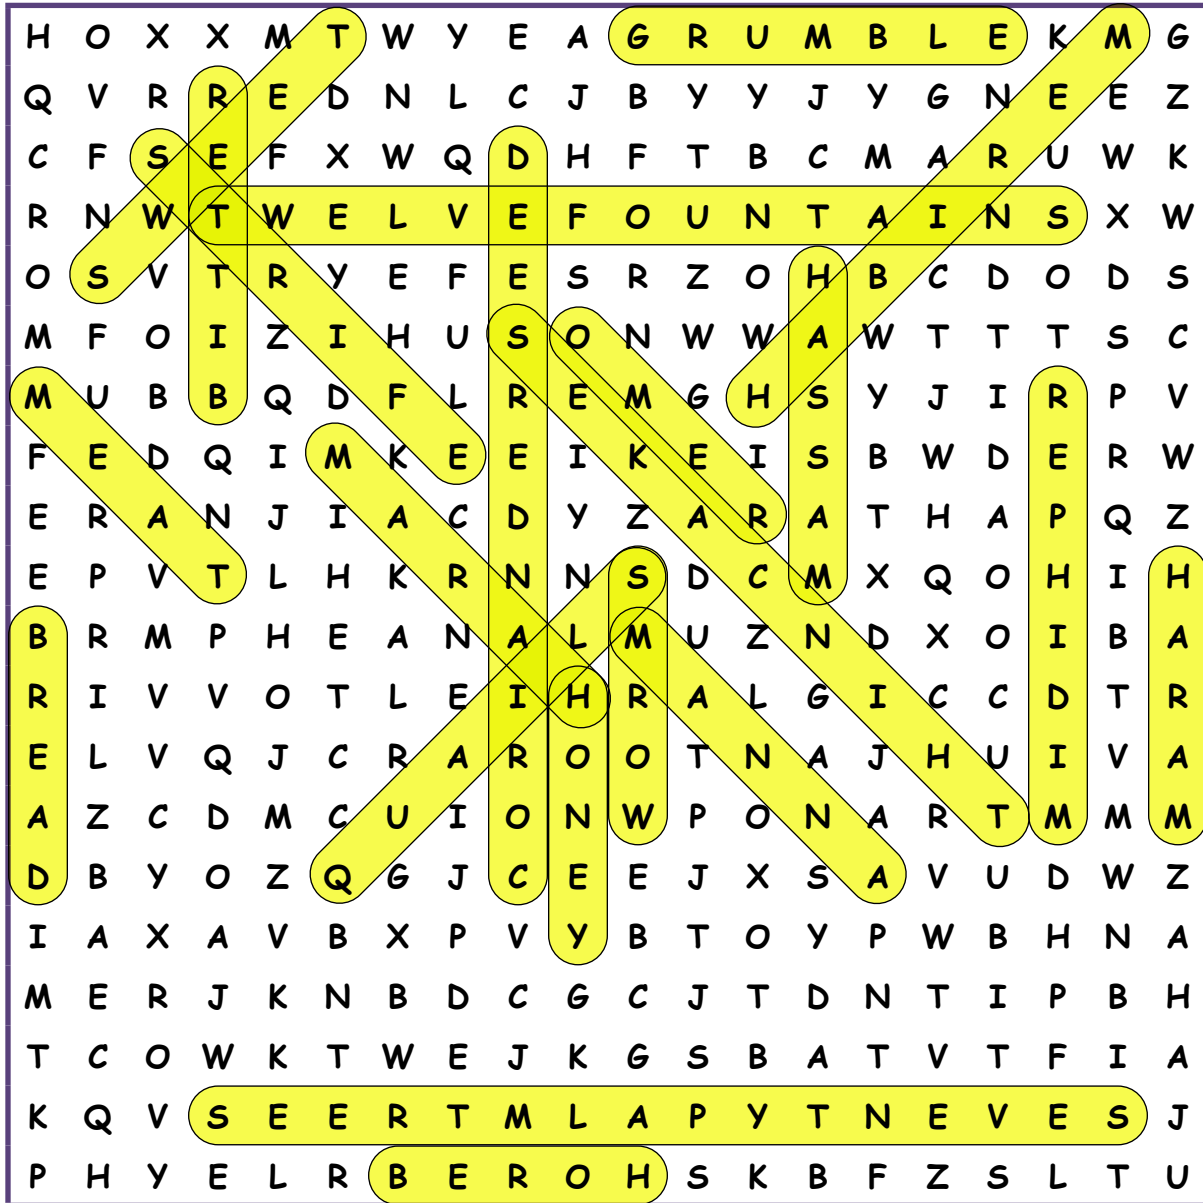 H O X X M T W Y E A G R U M B L E K M G
Q V R R E D N L C J B Y Y J Y G N E E Z
C F S E F X W Q D H F T B C M A R U W K
R N W T W E L V E F O U N T A I N S X W
O S V T R Y E F E S R Z O H B C D O D S
M F O I Z I H U S O N W W A W T T T S C
M U B B Q D F L R E M G H S Y J I R P V
F E D Q I M K E E I K E I S B W D E R W
E R A N J I A C D Y Z A R A T H A P Q Z
E P V T L H K R N N S D C M X Q O H I H
B R M P H E A N A L M U Z N D X O I B A
R I V V O T L E I H R A L G I C C D T R
E L V Q J C R A R O O T N A J H U I V A
A Z C D M C U I O N W P O N A R T M M M
D B Y O Z Q G J C E E J X S A V U D W Z
I A X A V B X P V Y B T O Y P W B H N A
M E R J K N B D C G C J T D N T I P B H
T C O W K T W E J K G S B A T V T F I A
K Q V S E E R T M L A P Y T N E V E S J
P H Y E L R B E R O H S K B F Z S L T U